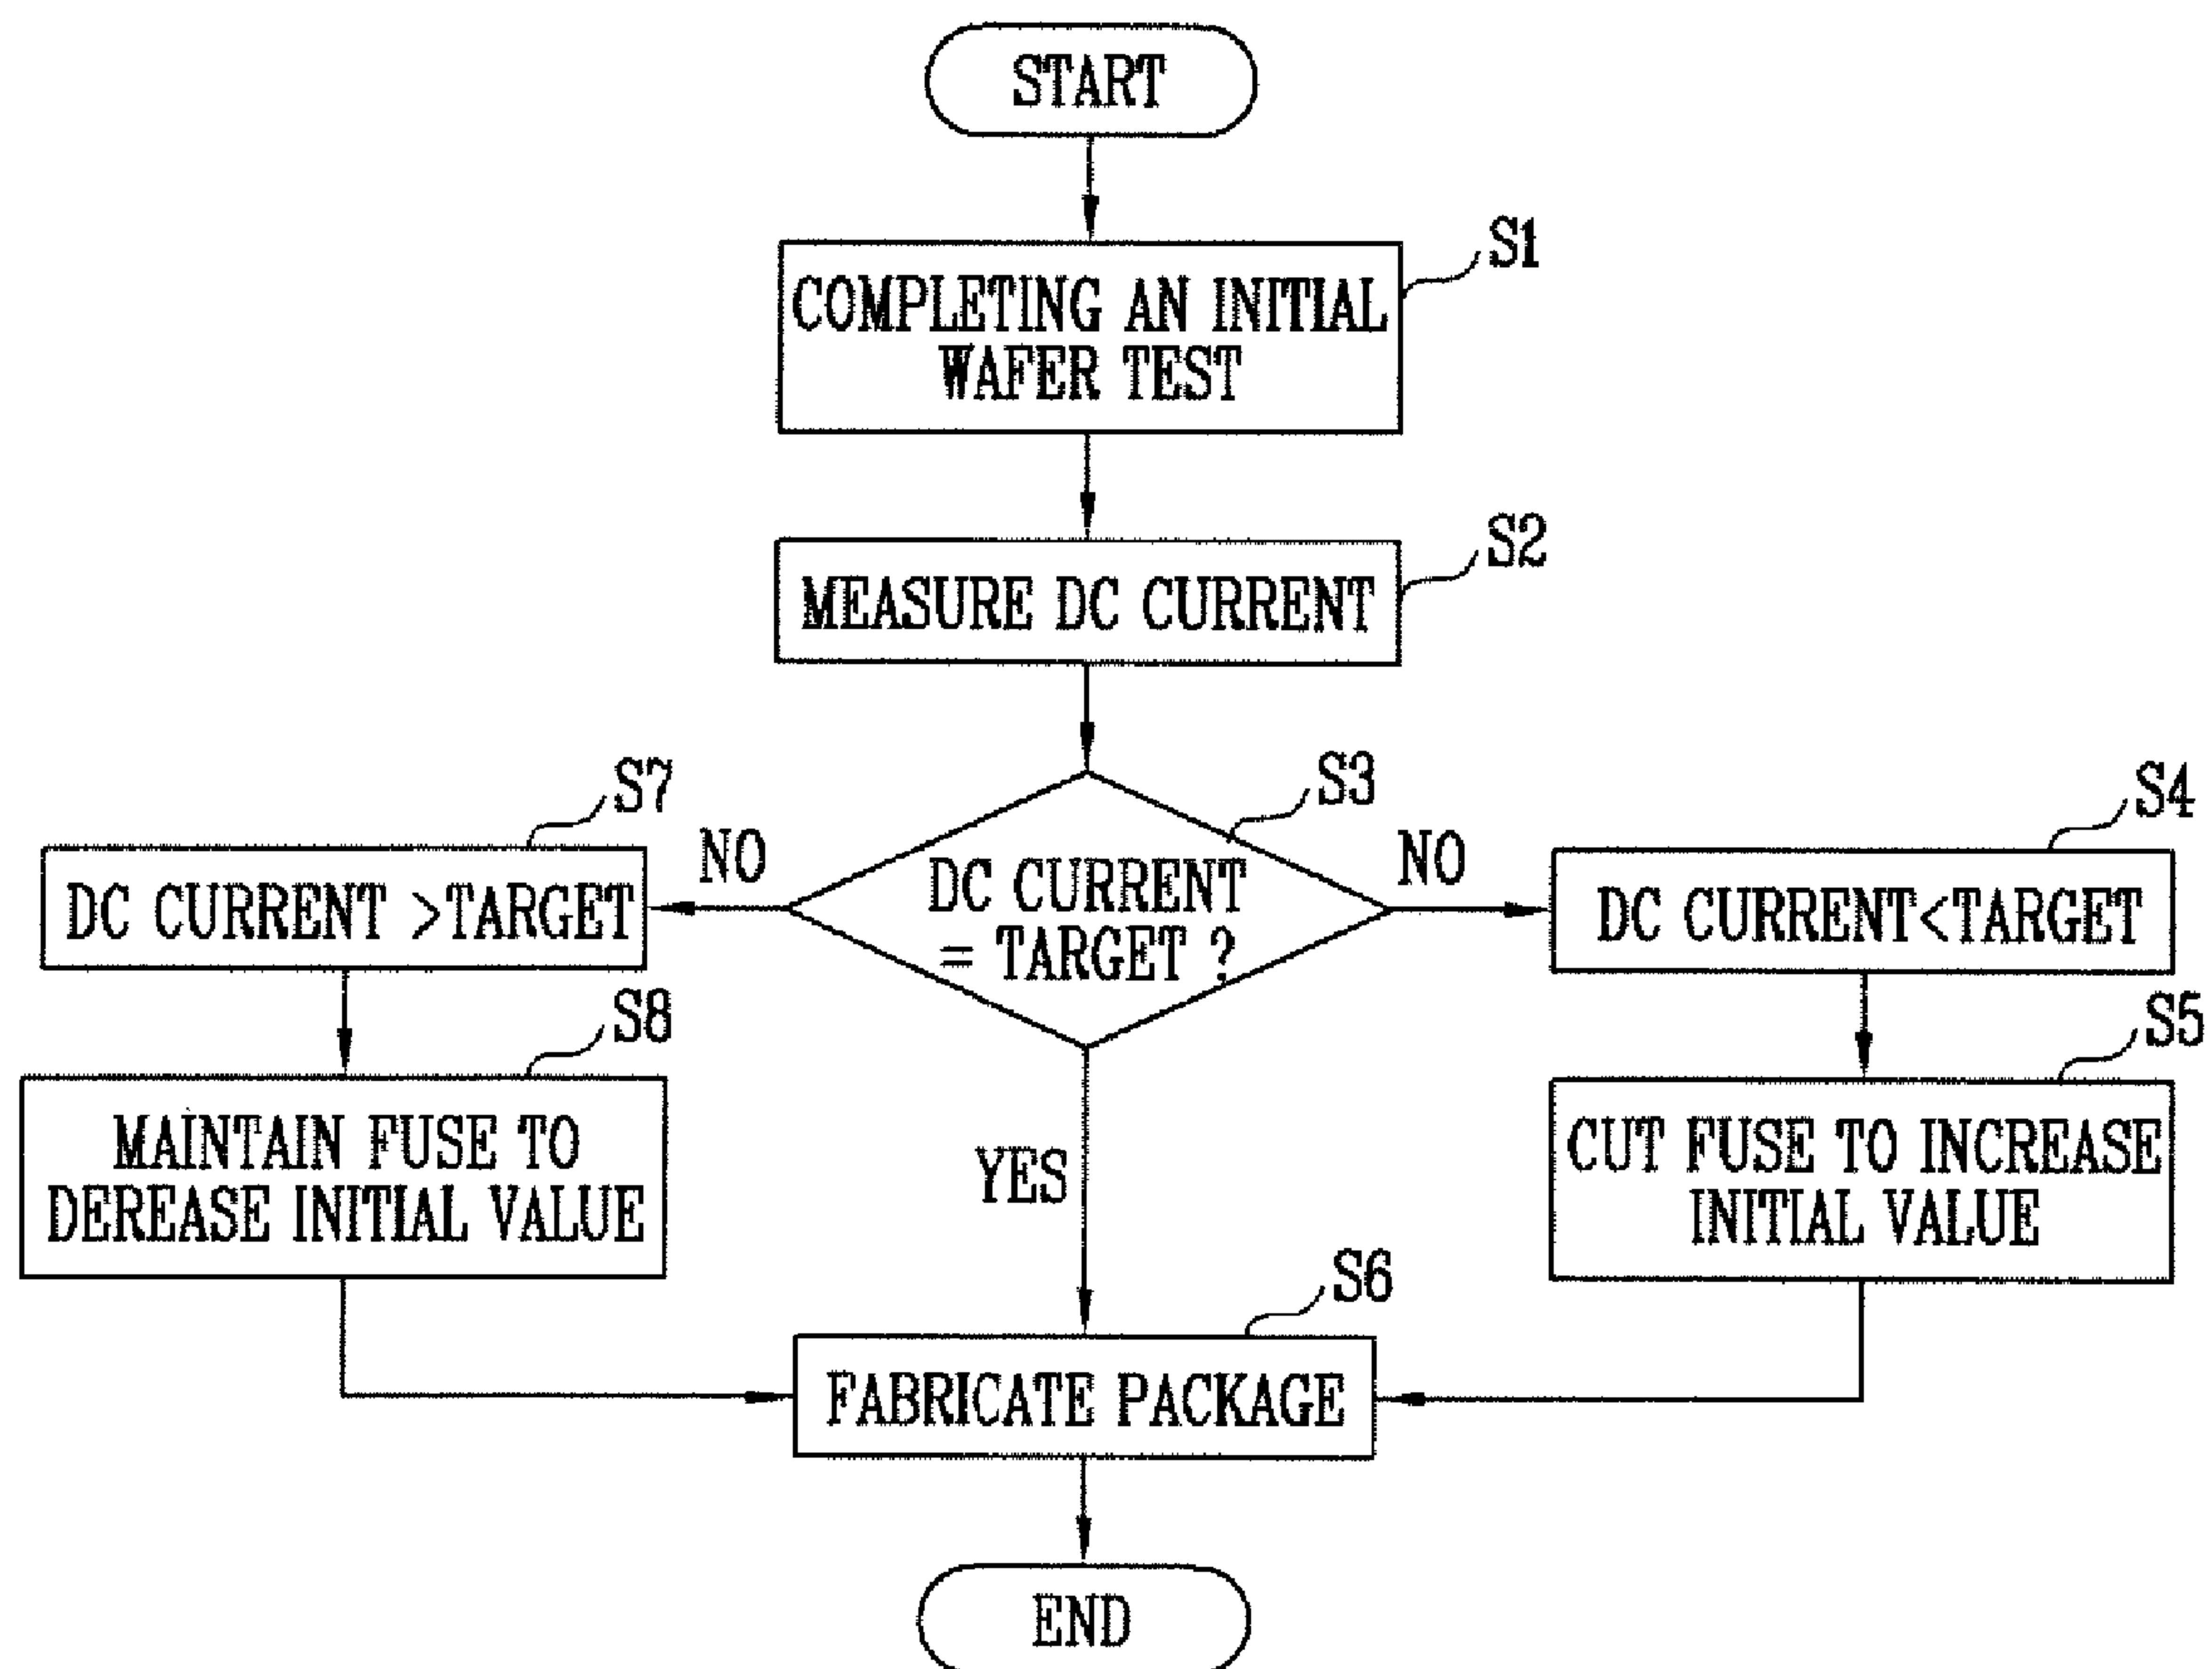 START
S1
COMPLETING AN INITIAL
WAFER TEST
S2
MEASURE DC CURRENT
S3
DC CURRENT
= TARGET ?
NO
S7
DC CURRENT >TARGET
S8
MAINTAIN FUSE TO
DEREASE INITIAL VALUE
NO
S4
DC CURRENT<TARGET
S5
CUT FUSE TO INCREASE
INITIAL VALUE
YES
S6
FABRICATE PACKAGE
END